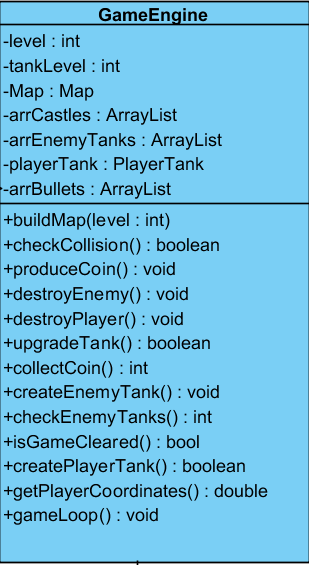 GameEngine
-level : int
-tankLevel : int
-Map : Map
-arrCastles : ArrayList
-arrEnemyTanks : ArrayList
-playerTank : PlayerTank
-arrBullets : ArrayList
+buildMap(level : int)
+checkCollision() : boolean
+produceCoin() : void
+destroyEnemy() : void
+destroyPlayer() : void
+upgradeTank() : boolean
+collectCoin() : int
+createEnemyTank() : void
+checkEnemyTanks() : int
+isGameCleared() : bool
+createPlayerTank() : boolean
+getPlayerCoordinates() : double
+gameLoop() : void